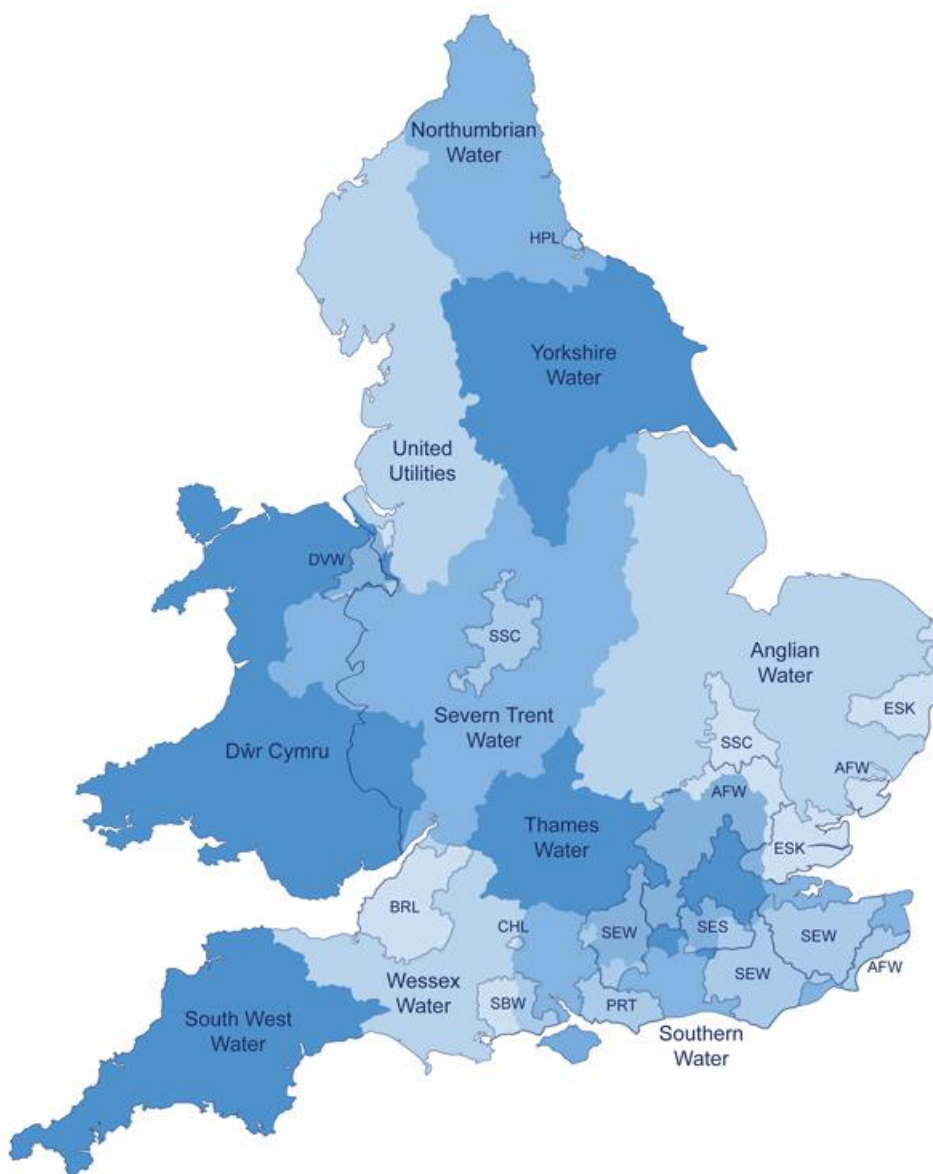 Northumbrian
Water
HPL
Yorkshire
Water
United
Utilities
DVW
SSC
Anglian
Water
ESK
Severn Trent
Water
SSC
Dŵr Cymru
AFW
AFW
Thames
Water
ESK
BRL
CHL
SEW
SES
SEW
AFW
SEW
Wessex
Water
SBW
PRT
South West
Water
Southern
Water